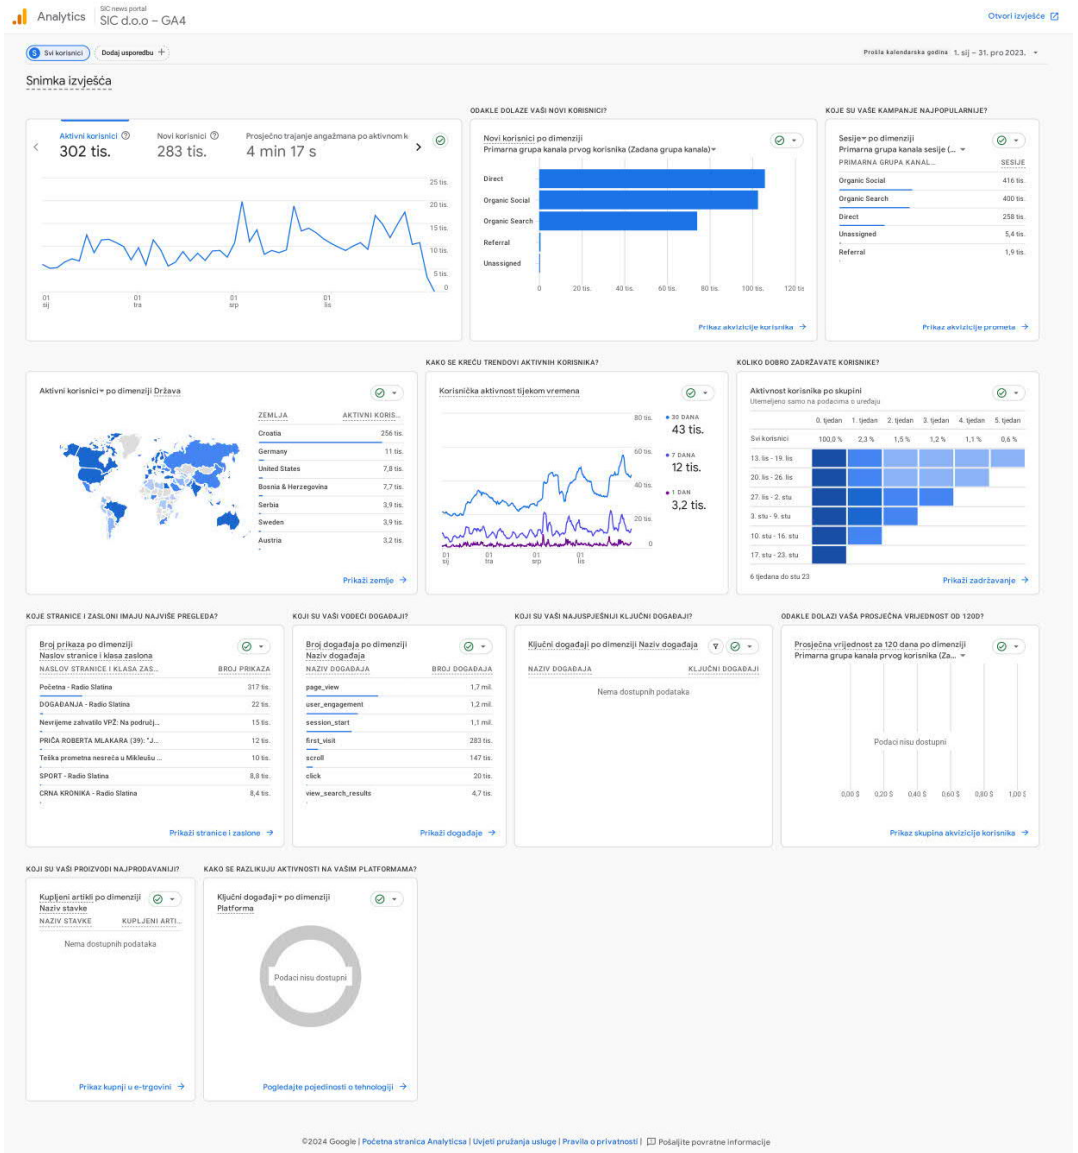 Analytics
SIC news portal
SIC d.o.o – GA4
Otvori izvješće
S Svi korisnici
Dodaj usporedbu +
Prošla kalendarska godina 1. sij – 31. pro 2023.
Snimka izvješća
Aktivni korisnici
302 tis.
Novi korisnici
283 tis.
Prosječno trajanje angažmana po aktivnom k
4 min 17 s
25 tis.
20 tis.
15 tis.
10 tis.
5 tis.
0
01 sij
01 tra
01 srp
01 lis
ODAKLE DOLAZE VAŠI NOVI KORISNICI?
Novi korisnici po dimenziji
Primarna grupa kanala prvog korisnika (Zadana grupa kanala)
Direct
Organic Social
Organic Search
Referral
Unassigned
0 20 tis. 40 tis. 60 tis. 80 tis. 100 tis. 120 tis
Prikaz akvizicije korisnika
KOJE SU VAŠE KAMPANJE NAJPOPULARNIJE?
Sesije po dimenziji
Primarna grupa kanala sesije (...
PRIMARNA GRUPA KANAL... SESIJE
Organic Social 416 tis.
Organic Search 400 tis.
Direct 258 tis.
Unassigned 5,4 tis.
Referral 1,9 tis.
Prikaz akvizicije prometa
Aktivni korisnici po dimenziji Država
ZEMLJA AKTIVNI KORIS...
Croatia 256 tis.
Germany 11 tis.
United States 7,8 tis.
Bosnia & Herzegovina 7,7 tis.
Serbia 3,9 tis.
Sweden 3,9 tis.
Austria 3,2 tis.
Prikaži zemlje
KAKO SE KREĆU TRENDOVI AKTIVNIH KORISNIKA?
Korisnička aktivnost tijekom vremena
80 tis.
60 tis.
40 tis.
20 tis.
0
01 sij
01 tra
01 srp
01 lis
30 DANA
43 tis.
7 DANA
12 tis.
1 DAN
3,2 tis.
KOLIKO DOBRO ZADRŽAVATE KORISNIKE?
Aktivnost korisnika po skupini
Utemeljeno samo na podacima o uređaju
0. tjedan 1. tjedan 2. tjedan 3. tjedan 4. tjedan 5. tjedan
Svi korisnici 100,0 % 2,3 % 1,5 % 1,2 % 1,1 % 0,6 %
13. lis - 19. lis
20. lis - 26. lis
27. lis - 2. stu
3. stu - 9. stu
10. stu - 16. stu
17. stu - 23. stu
6 tjedana do stu 23
Prikaži zadržavanje
KOJE STRANICE I ZASLONI IMAJU NAJVIŠE PREGLEDA?
Broj prikaza po dimenziji
Naslov stranice i klasa zaslona
NASLOV STRANICE I KLASA ZAS... BROJ PRIKAZA
Početna - Radio Slatina 317 tis.
DOGAĐANJA - Radio Slatina 22 tis.
Nevrijeme zahvatilo VPŽ: Na područj... 15 tis.
PRIČA ROBERTA MLAKARA (39): "J... 12 tis.
Teška prometna nesreća u Mikleušu ... 10 tis.
SPORT - Radio Slatina 8,8 tis.
CRNA KRONIKA - Radio Slatina 8,4 tis.
Prikaži stranice i zaslone
KOJI SU VAŠI VODEĆI DOGAĐAJI?
Broj događaja po dimenziji
Naziv događaja
NAZIV DOGAĐAJA BROJ DOGAĐAJA
page_view 1,7 mil.
user_engagement 1,2 mil.
session_start 1,1 mil.
first_visit 283 tis.
scroll 147 tis.
click 20 tis.
view_search_results 4,7 tis.
Prikaži događaje
KOJI SU VAŠI NAJUSPJEŠNIJI KLJUČNI DOGAĐAJI?
Ključni događaji po dimenziji Naziv događaja
NAZIV DOGAĐAJA KLJUČNI DOGAĐAJI
Nema dostupnih podataka
ODAKLE DOLAZI VAŠA PROSJEČNA VRIJEDNOST OD 120D?
Prosječna vrijednost za 120 dana po dimenziji
Primarna grupa kanala prvog korisnika (Za...
Podaci nisu dostupni
0,00 $ 0,20 $ 0,40 $ 0,60 $ 0,80 $ 1,00 $
Prikaz skupina akvizicije korisnika
KOJI SU VAŠI PROIZVODI NAJPRODAVANIJI?
Kupljeni artikli po dimenziji
Naziv stavke
NAZIV STAVKE KUPLJENI ARTI...
Nema dostupnih podataka
Prikaz kupnji u e-trgovini
KAKO SE RAZLIKUJU AKTIVNOSTI NA VAŠIM PLATFORMAMA?
Ključni događaji po dimenziji
Platforma
Podaci nisu dostupni
Pogledajte pojedinosti o tehnologiji
©2024 Google | Početna stranica Analyticsa | Uvjeti pružanja usluge | Pravila o privatnosti | Pošaljite povratne informacije